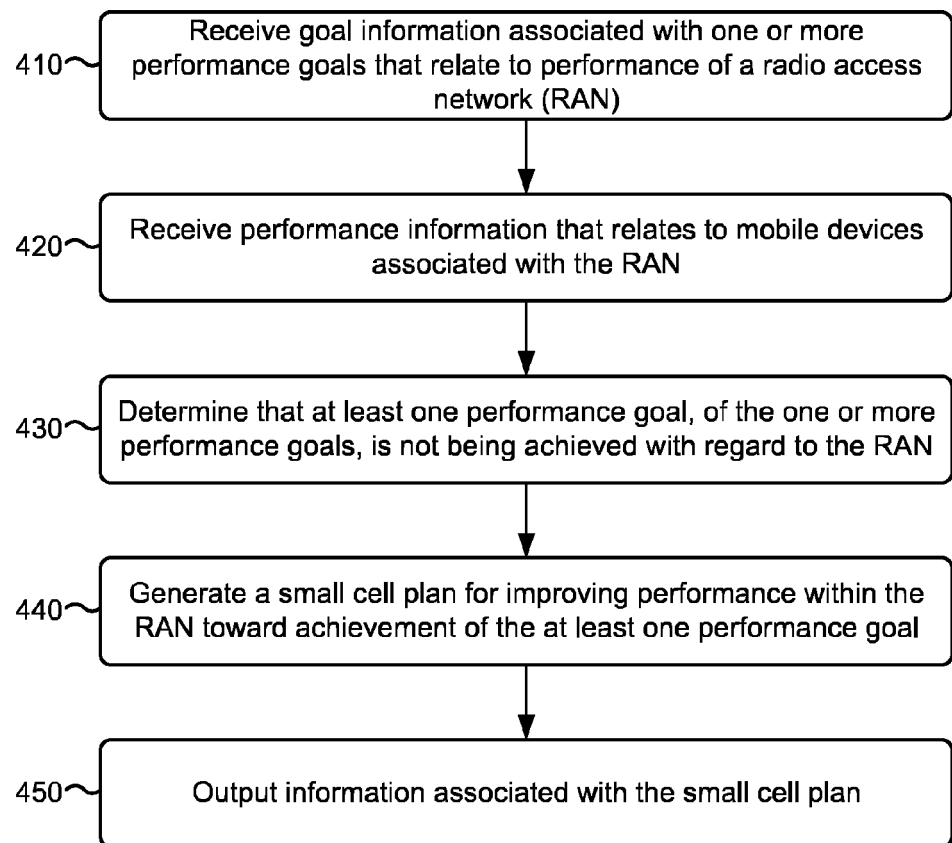 410
Receive goal information associated with one or more
performance goals that relate to performance of a radio access
network (RAN)
420
Receive performance information that relates to mobile devices
associated with the RAN
430
Determine that at least one performance goal, of the one or more
performance goals, is not being achieved with regard to the RAN
440
Generate a small cell plan for improving performance within the
RAN toward achievement of the at least one performance goal
450
Output information associated with the small cell plan